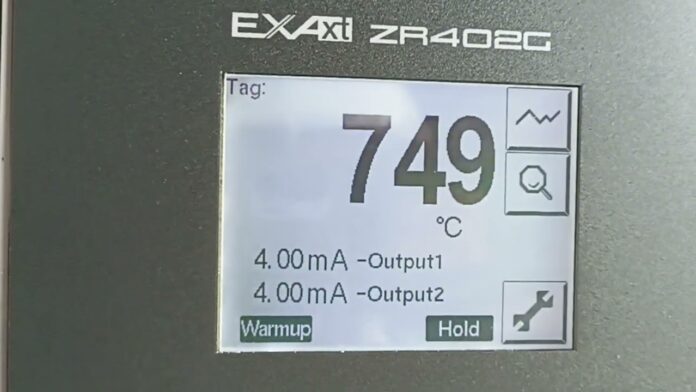 EXAxt ZR402G
Tag:
749
°C
4.00mA -Output1
4.00mA -Output2
Warmup Hold